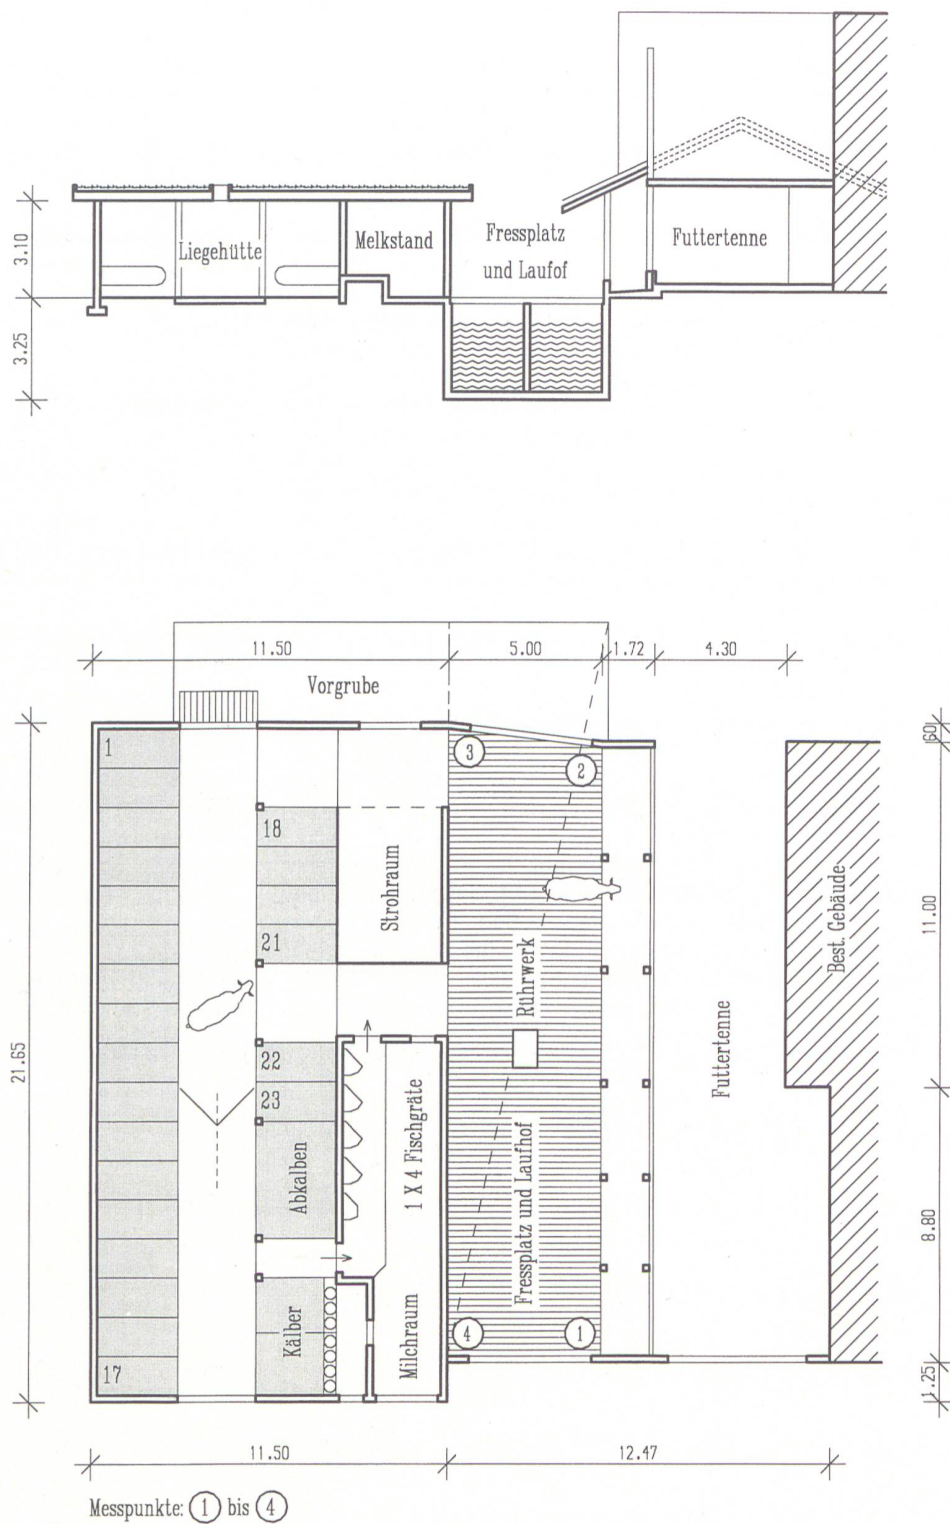 3.10
3.25
Liegehütte
Melkstand
Fressplatz
und Laufof
Futtertenne
11.50
5.00
1.72
4.30
Vorgrube
60
1
3
2
18
Strohraum
21
11.00
Best. Gebäude
Ruhrwerk
21.65
22
23
Futtertenne
Abkalben
1 X 4 Fischgräte
Fressplatz und Laufhof
8.80
Kälber
Milchraum
4
1
17
1.25
11.50
12.47
Messpunkte: 1 bis 4